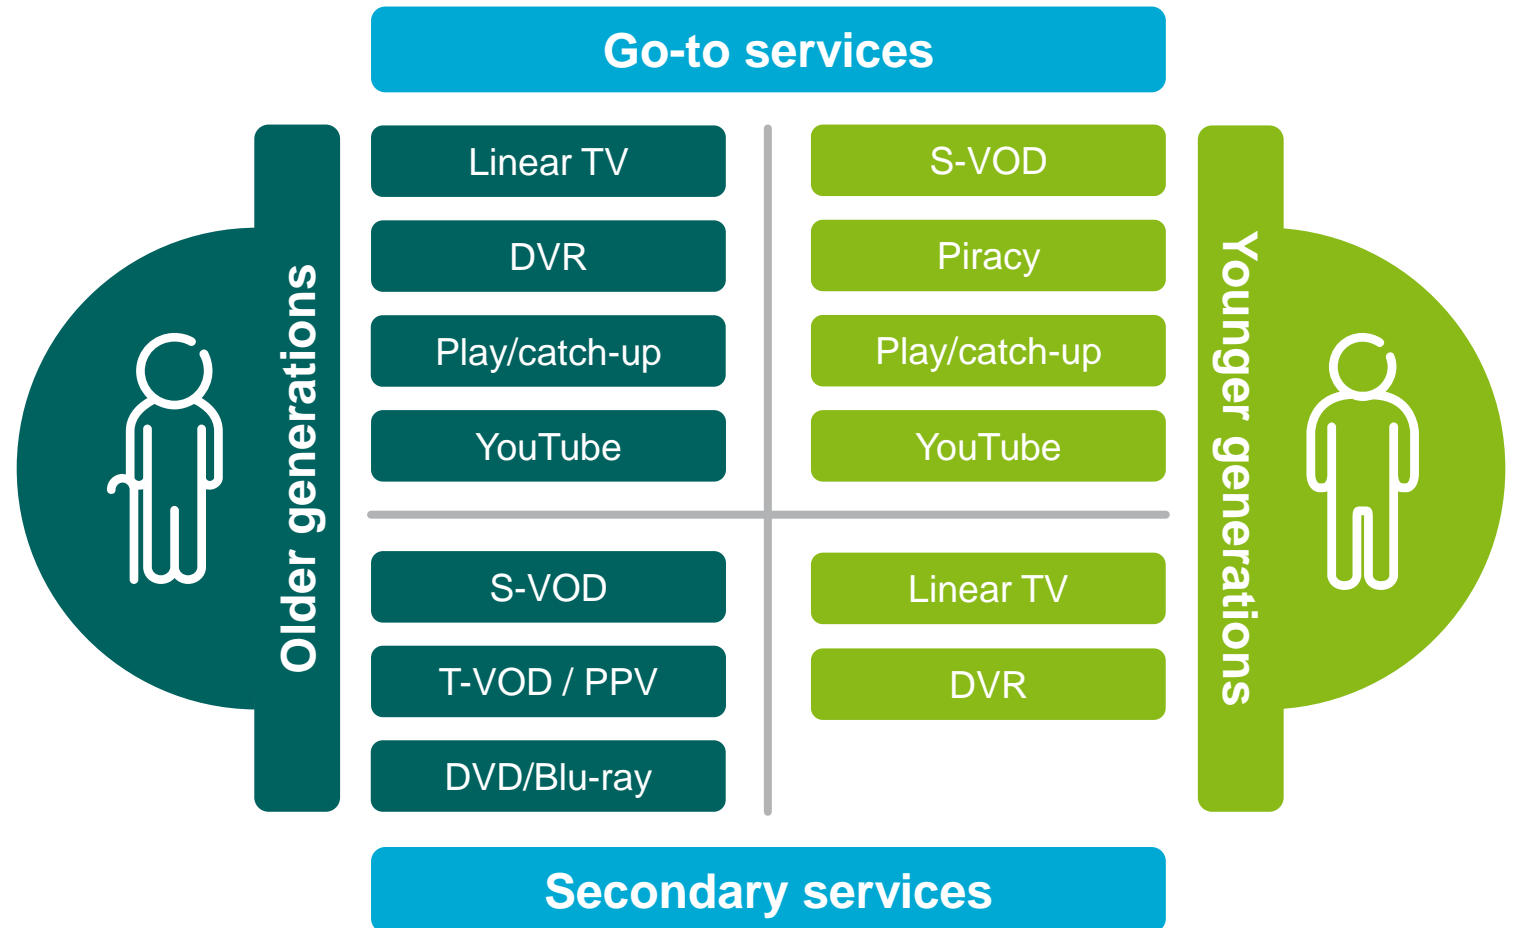 Go-to services
Older generations
Linear TV
DVR
Play/catch-up
YouTube
S-VOD
T-VOD / PPV
DVD/Blu-ray
S-VOD
Piracy
Play/catch-up
YouTube
Linear TV
DVR
Younger generations
Secondary services